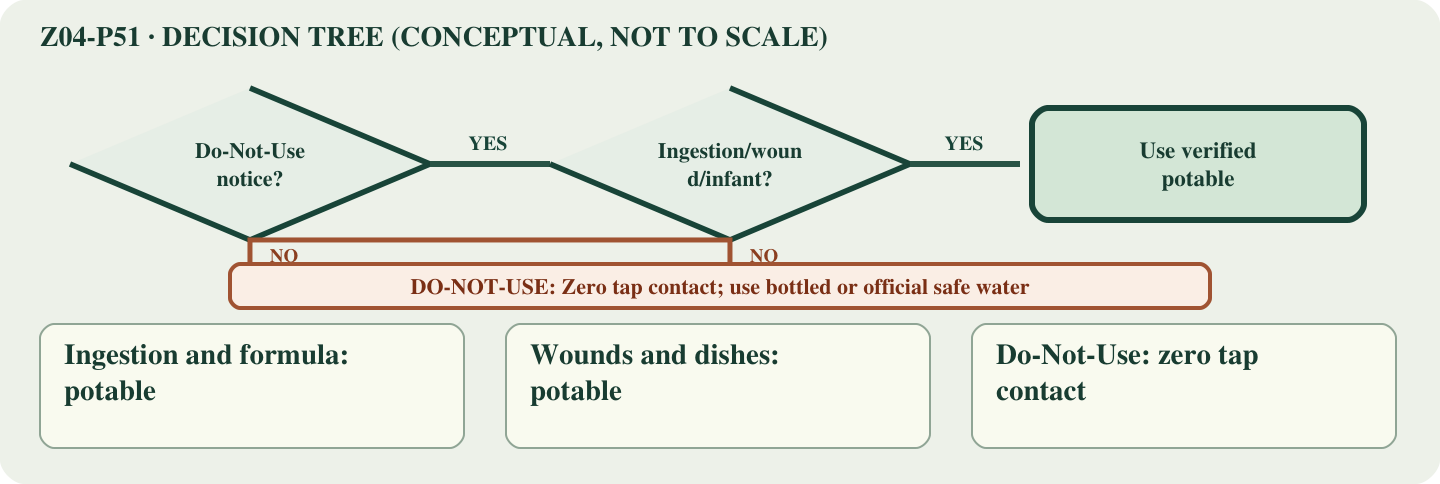 Z04-P51 · DECISION TREE (CONCEPTUAL, NOT TO SCALE)
Do-Not-Use
notice?
YES
Ingestion/woun
d/infant?
YES
Use verified
potable
NO
NO
DO-NOT-USE: Zero tap contact; use bottled or official safe water
Ingestion and formula:
potable
Wounds and dishes:
potable
Do-Not-Use: zero tap
contact